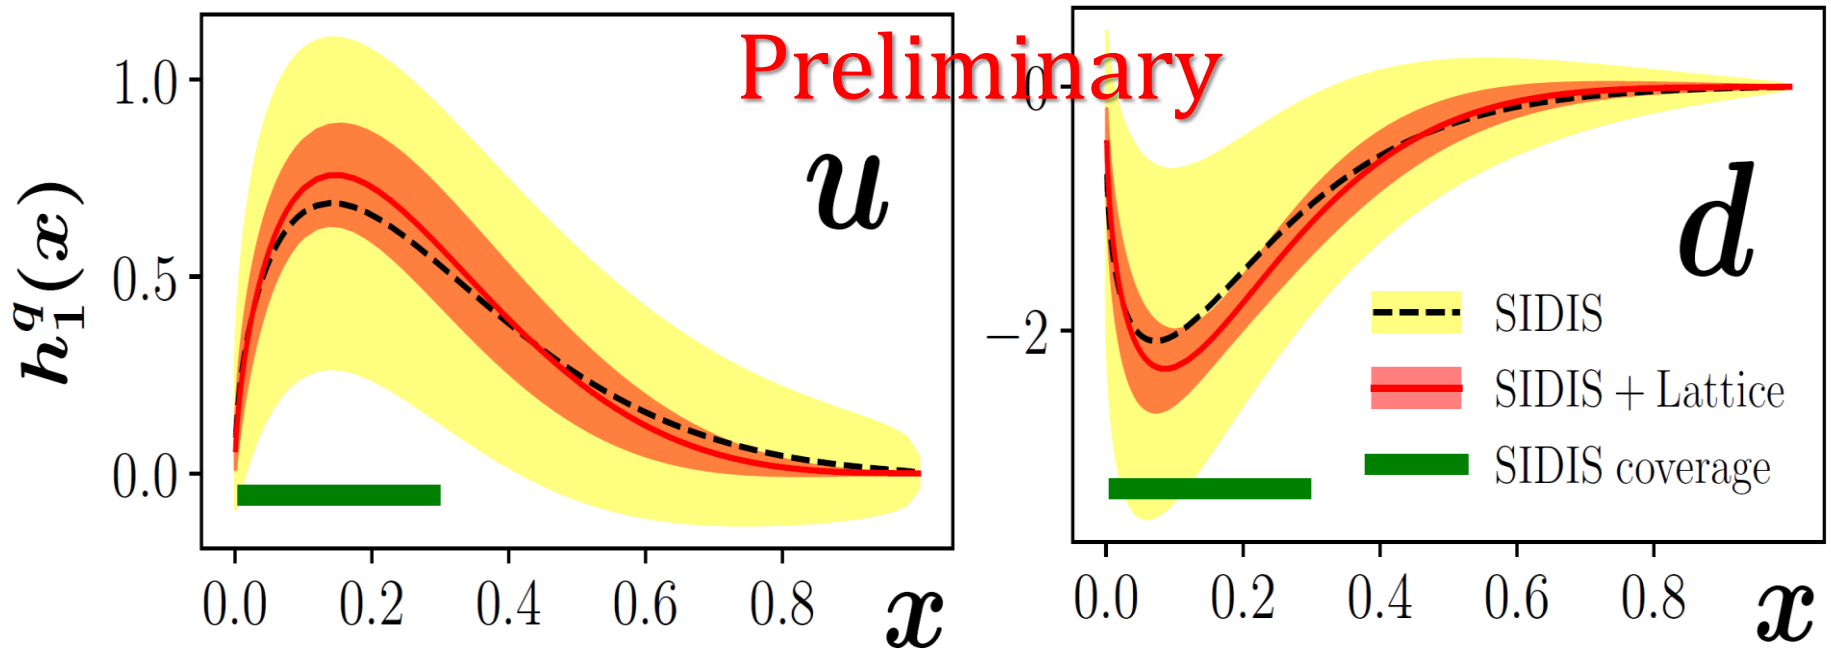 Preliminary
h₁^q(x)
1.0
0.5
0.0
u
0.0 0.2 0.4 0.6 0.8 x
0
−2
d
SIDIS
SIDIS + Lattice
SIDIS coverage
0.0 0.2 0.4 0.6 0.8 x